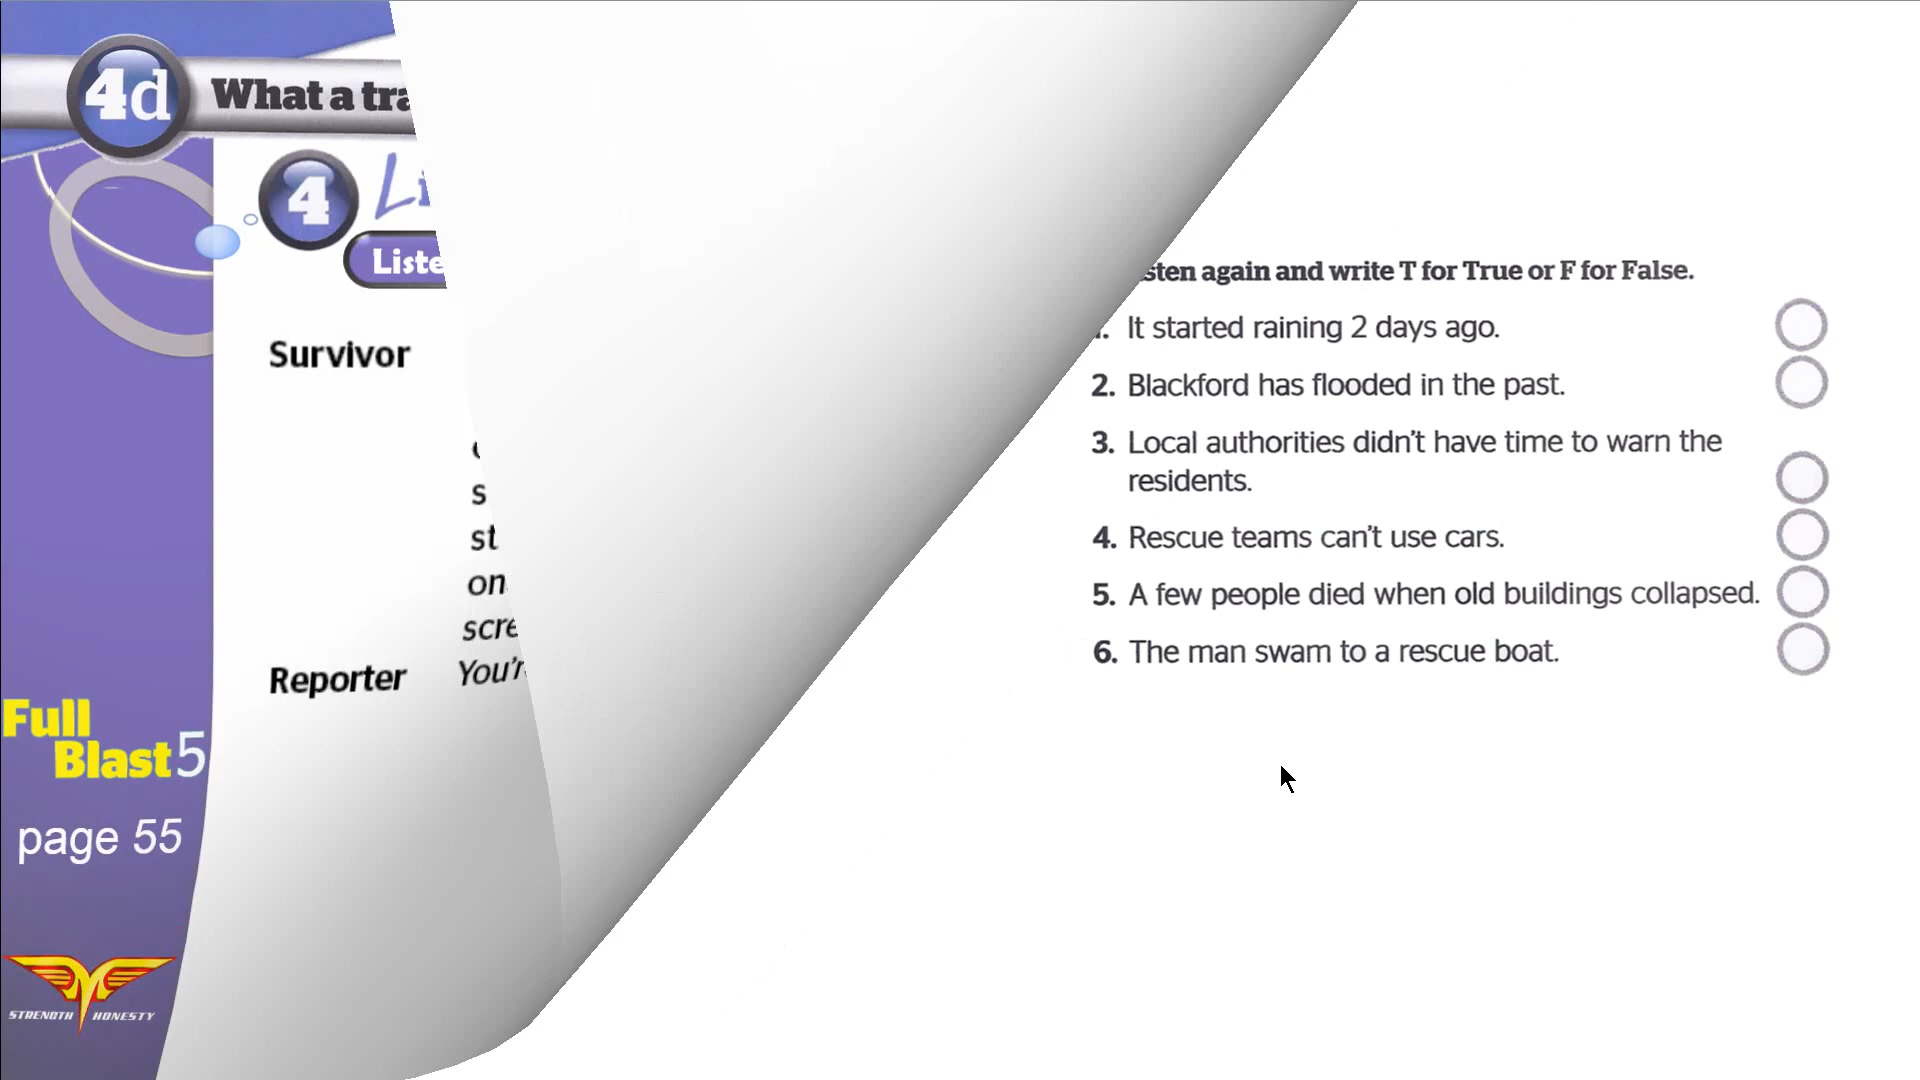 4d What a tra
4 Li
Liste
Survivor
s
st
on
scre
Reporter You'r
sten again and write T for True or F for False.
. It started raining 2 days ago.
2. Blackford has flooded in the past.
3. Local authorities didn't have time to warn the
residents.
4. Rescue teams can't use cars.
5. A few people died when old buildings collapsed.
6. The man swam to a rescue boat.
Full
Blast 5
page 55
STRENGTH HONESTY